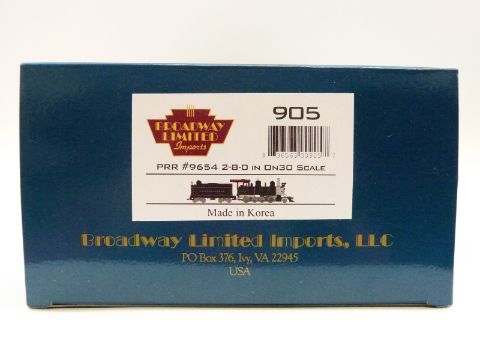 BROADWAY
LIMITED
Imports
905
PRR #9654 2-8-0 IN ON30 SCALE
Made in Korea
Broadway Limited Imports, LLC
PO Box 376, Ivy, VA 22945
USA